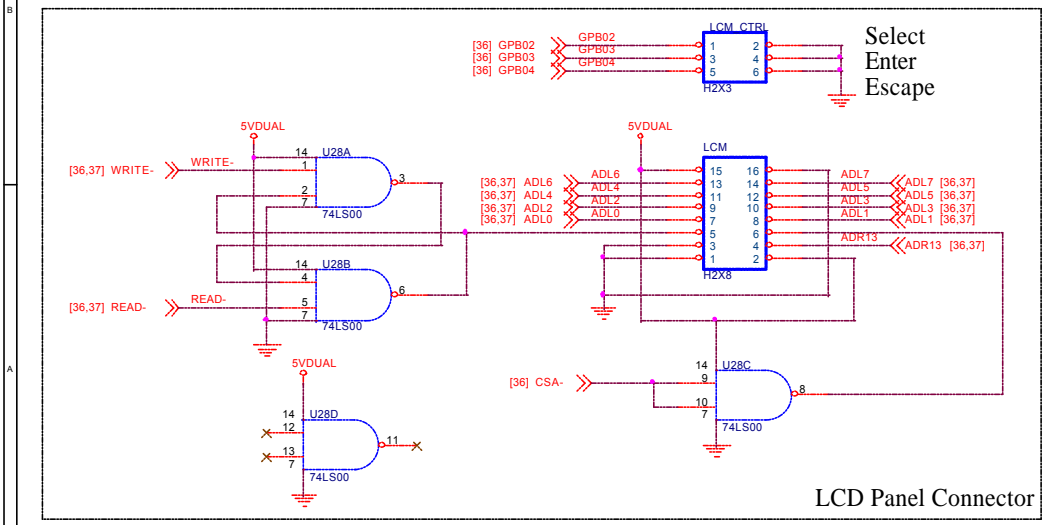 B
LCM_CTRL
Select
[36] GPB02 GPB02 1 2
Enter
[36] GPB03 GPB03 3 4
[36] GPB04 GPB04 5 6
Escape
H2X3
5VDUAL 5VDUAL
14 U28A LCM
[36,37] WRITE- WRITE- 1 3
15 16
[36,37] ADL6 ADL6 13 14 ADL7 ADL7 [36,37]
2
[36,37] ADL4 ADL4 11 12 ADL5 ADL5 [36,37]
7
[36,37] ADL2 ADL2 9 10 ADL3 ADL3 [36,37]
74LS00
[36,37] ADL0 ADL0 7 8 ADL1 ADL1 [36,37]
5 6
3 4 ADR13 ADR13 [36,37]
1 2
H2X8
14 U28B
4
6
[36,37] READ- READ- 5
7
74LS00
A
5VDUAL
14 U28C
[36] CSA- 9
8
10
7
74LS00
14 U28D
12
11
13
7
74LS00
LCD Panel Connector